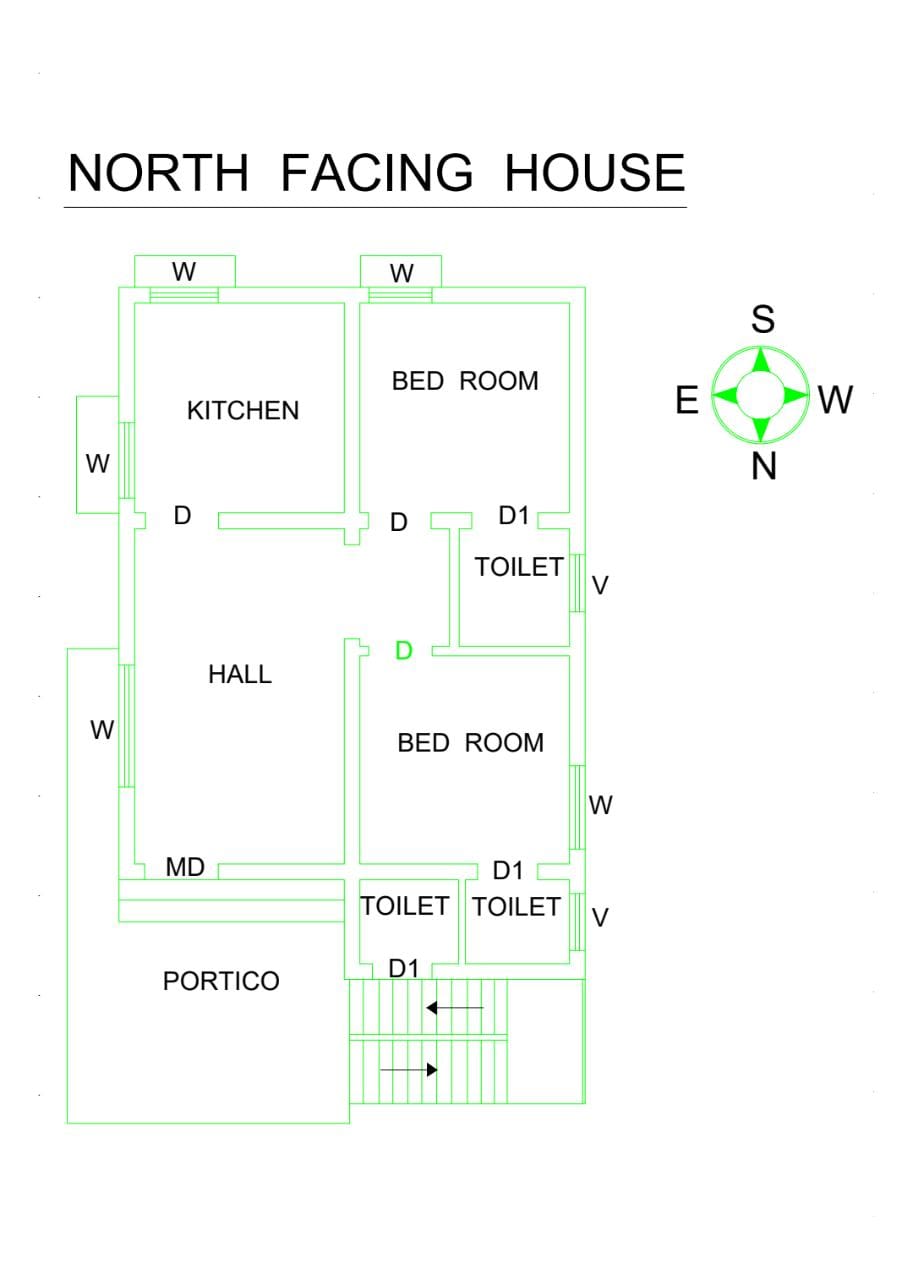 NORTH FACING HOUSE
W
W
S
E
W
N
KITCHEN
BED ROOM
W
D
D
D1
TOILET
V
D
HALL
W
BED ROOM
W
MD
D1
TOILET
TOILET
V
D1
PORTICO